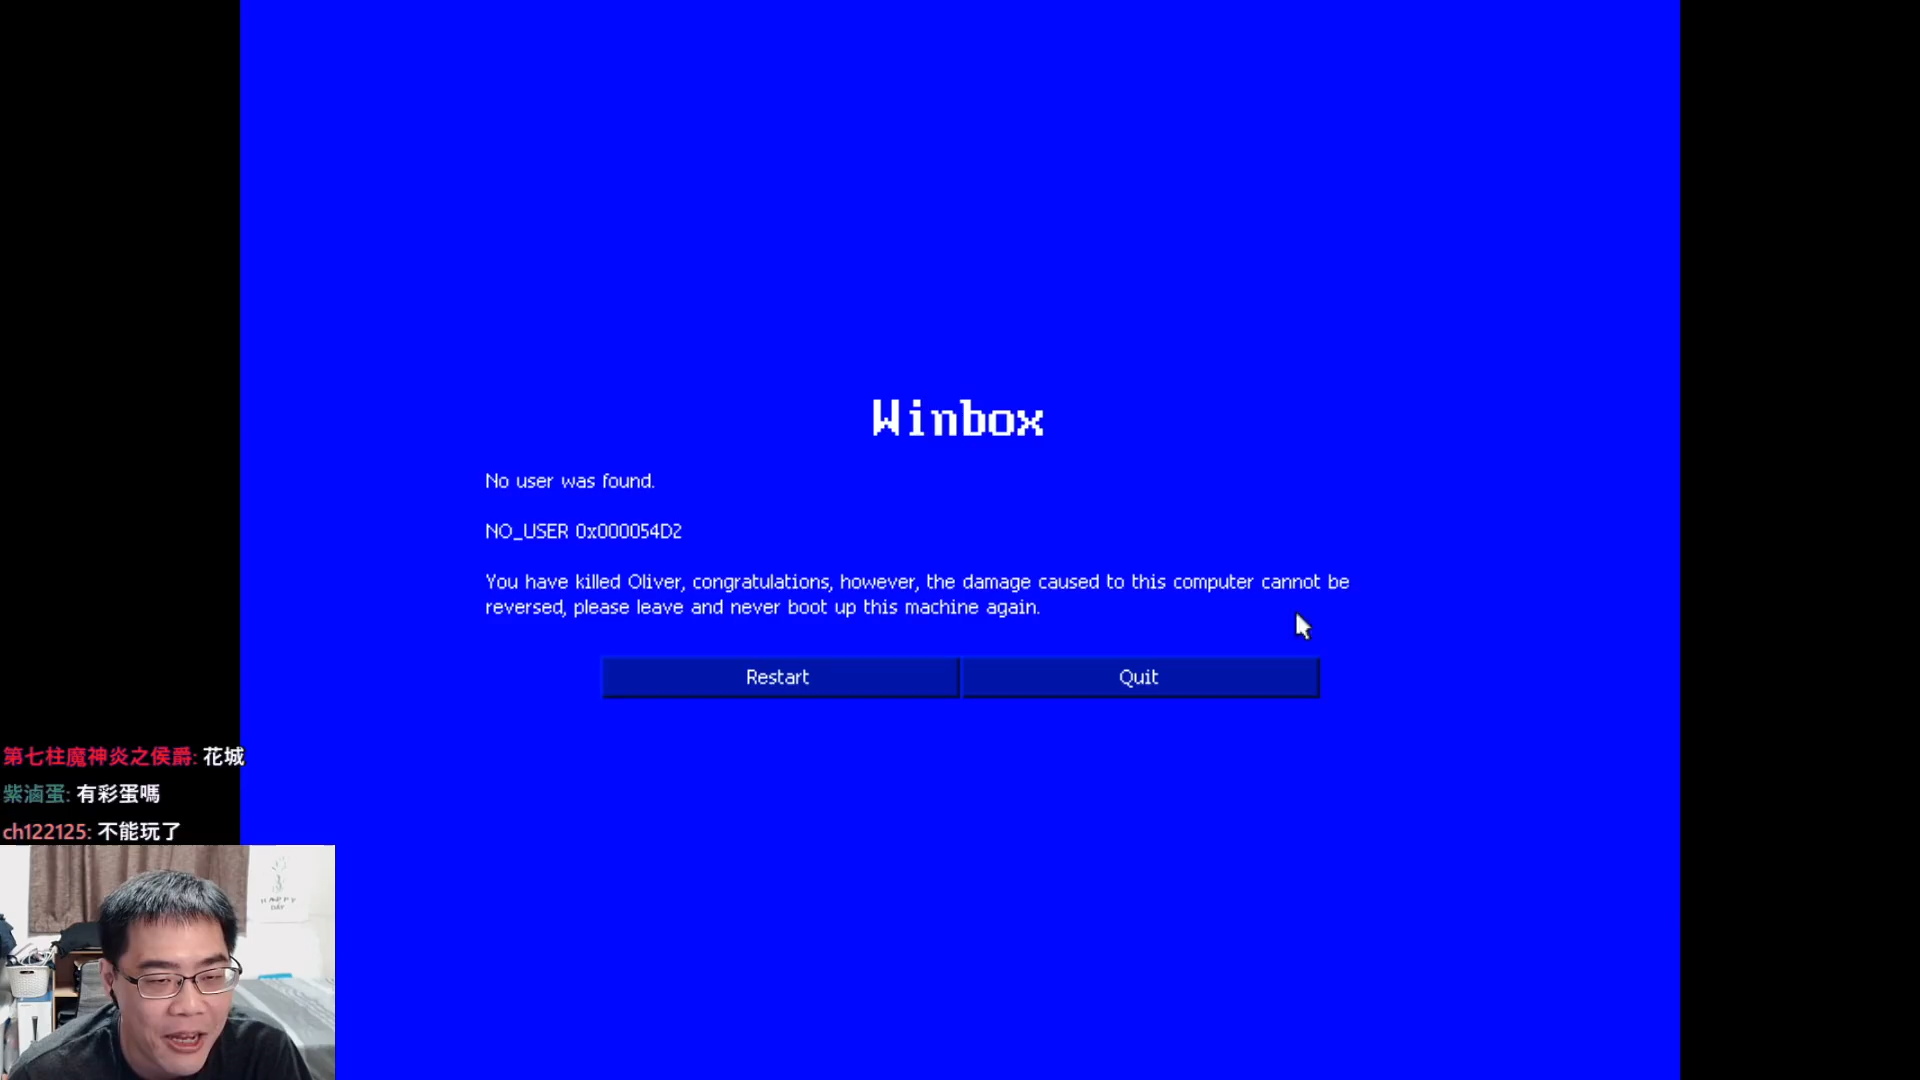 Winbox
No user was found.
NO_USER 0x000054D2
You have killed Oliver, congratulations, however, the damage caused to this computer cannot be
reversed, please leave and never boot up this machine again.
Restart
Quit
第七柱魔神炎之侯爵: 花城
紫滷蛋: 有彩蛋嗎
ch122125: 不能玩了